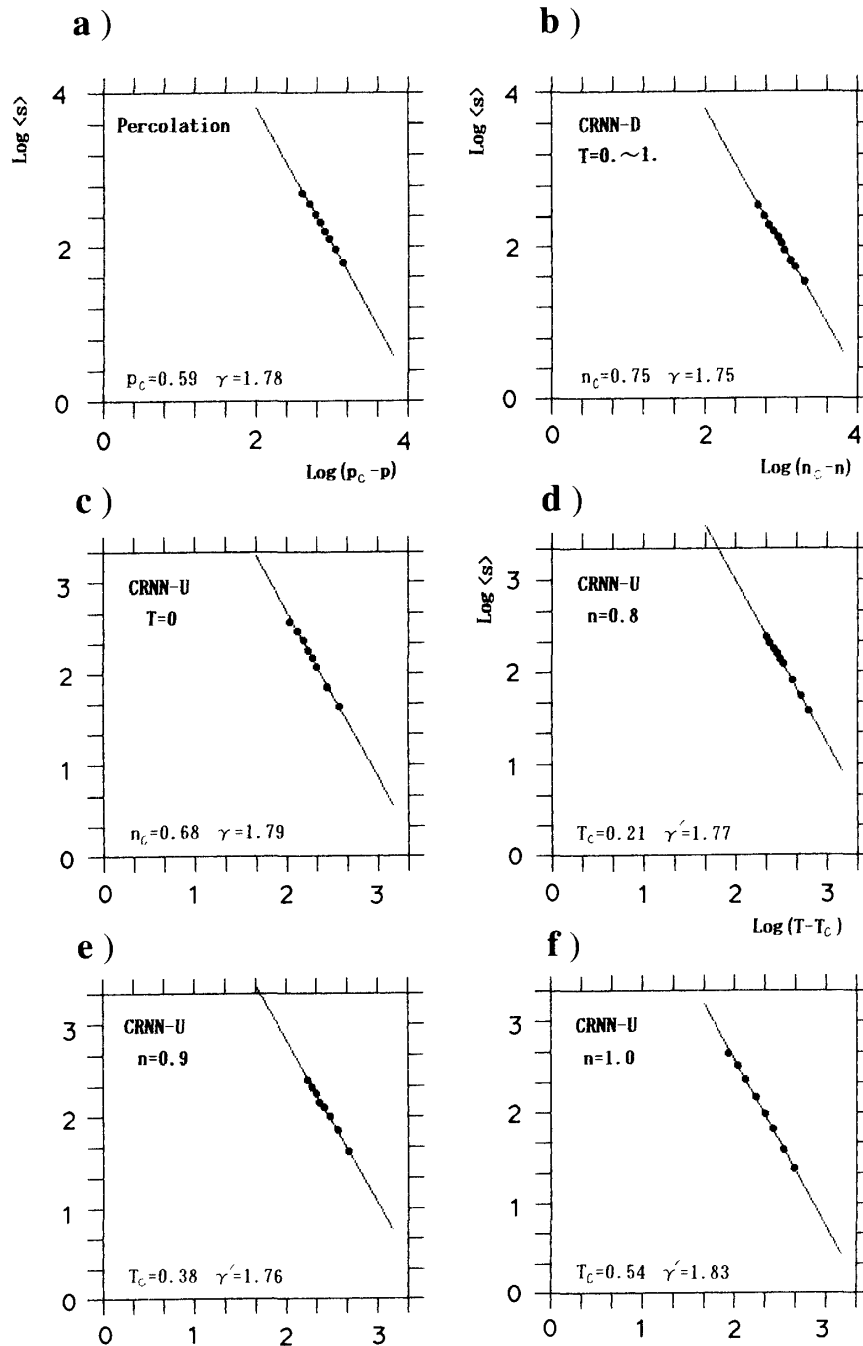 a )
4
Log <s>
Percolation
2
p_c=0.59 γ=1.78
0
0 2 4
Log (p_c -p)
b )
4
CRNN-D
T=0.~1.
2
n_c=0.75 γ=1.75
0
0 2 4
Log (n_c-n)
c )
3
CRNN-U
T=0
2
1
n_c=0.68 γ=1.79
0
0 1 2 3
d )
Log <s>
3
CRNN-U
n=0.8
2
1
T_c=0.21 γ′=1.77
0
0 1 2 3
Log (T-T_c)
e )
3
CRNN-U
n=0.9
2
1
T_c=0.38 γ′=1.76
0
0 1 2 3
f )
3
CRNN-U
n=1.0
2
1
T_c=0.54 γ′=1.83
0
0 1 2 3